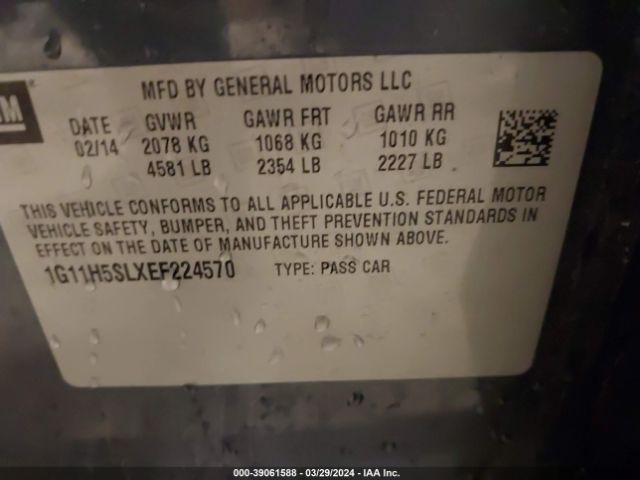 GM
MFD BY GENERAL MOTORS LLC
DATE GVWR GAWR FRT GAWR RR
02/14 2078 KG 1068 KG 1010 KG
4581 LB 2354 LB 2227 LB
THIS VEHICLE CONFORMS TO ALL APPLICABLE U.S. FEDERAL MOTOR
VEHICLE SAFETY, BUMPER, AND THEFT PREVENTION STANDARDS IN
EFFECT ON THE DATE OF MANUFACTURE SHOWN ABOVE.
1G11H5SLXEF224570 TYPE: PASS CAR
000-39061588 - 03/29/2024 - IAA Inc.